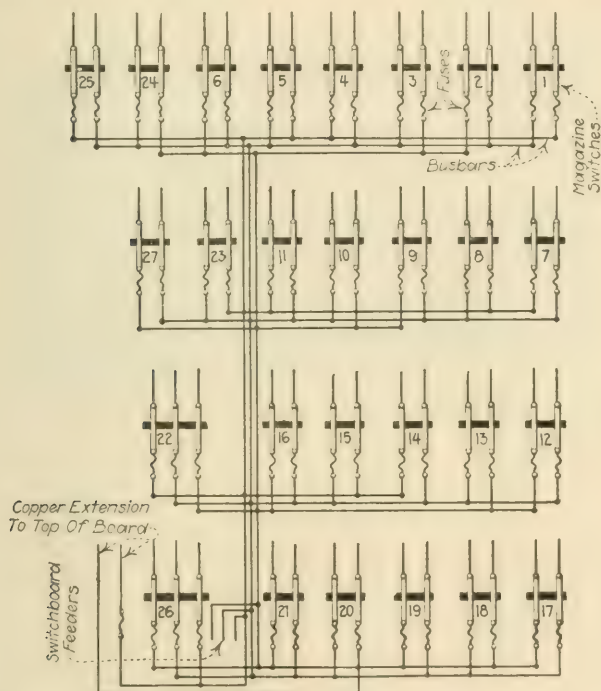 25 24 6 5 4 3 2 1
Fuses
Busbars
Magazine
Switches
27 23 11 10 9 8 7
22 16 15 14 13 12
Copper Extension
To Top Of Board
Switchboard
Feeders
26 21 20 19 18 17